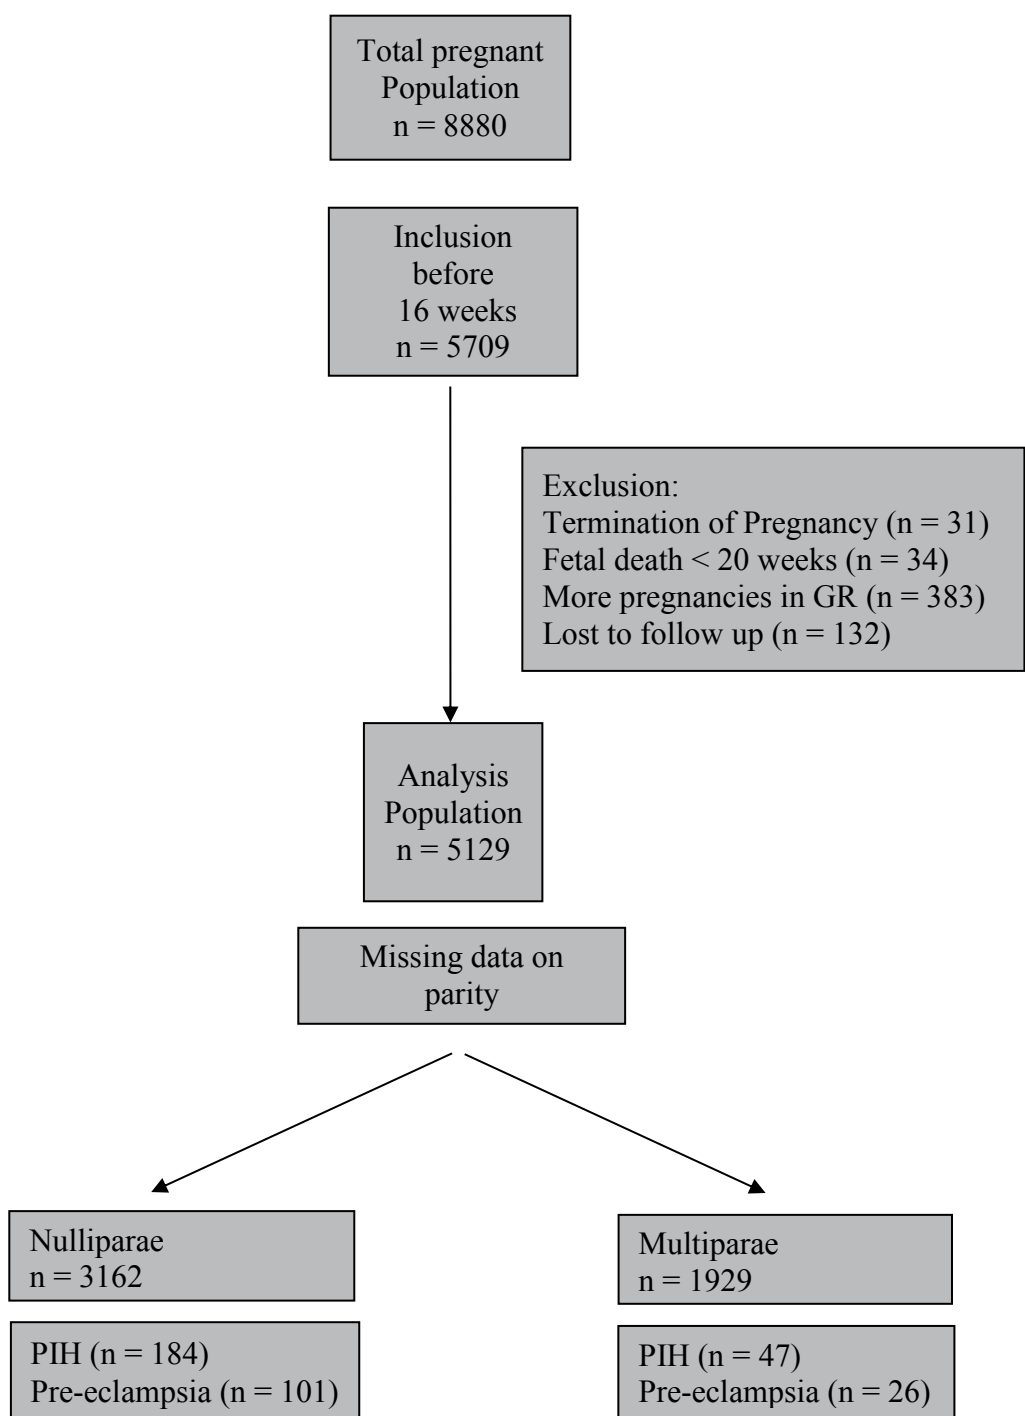 Total pregnant
Population
n = 8880
Inclusion
before
16 weeks
n = 5709
Exclusion:
Termination of Pregnancy (n = 31)
Fetal death < 20 weeks (n = 34)
More pregnancies in GR (n = 383)
Lost to follow up (n = 132)
Analysis
Population
n = 5129
Missing data on
parity
Nulliparae
n = 3162
Multiparae
n = 1929
PIH (n = 184)
Pre-eclampsia (n = 101)
PIH (n = 47)
Pre-eclampsia (n = 26)